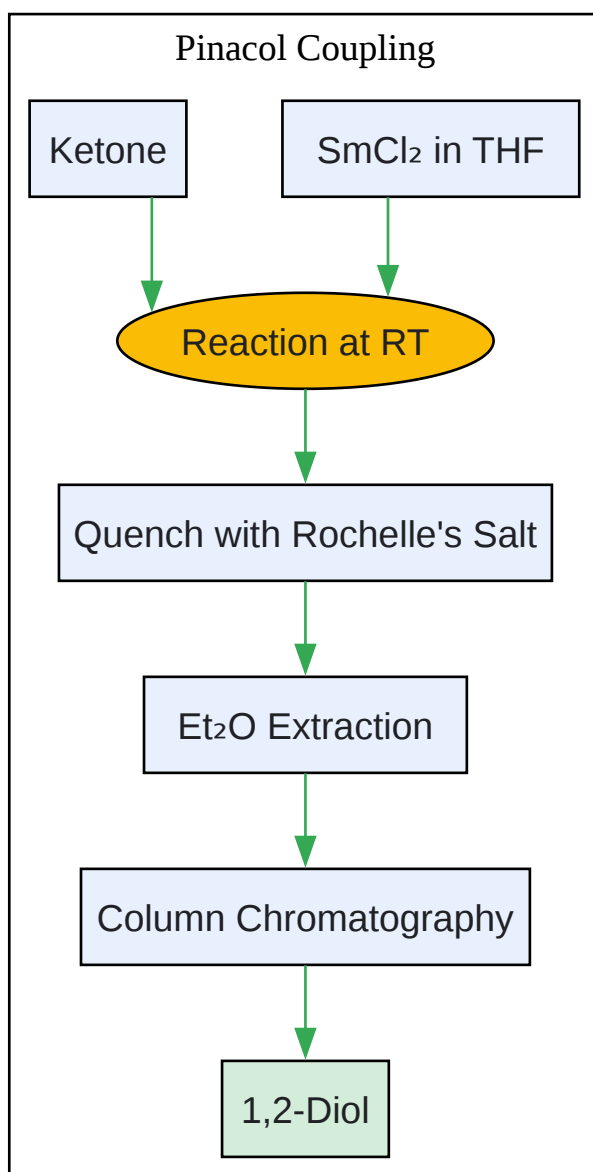 Pinacol Coupling
Ketone
SmCl₂ in THF
Reaction at RT
Quench with Rochelle's Salt
Et₂O Extraction
Column Chromatography
1,2-Diol